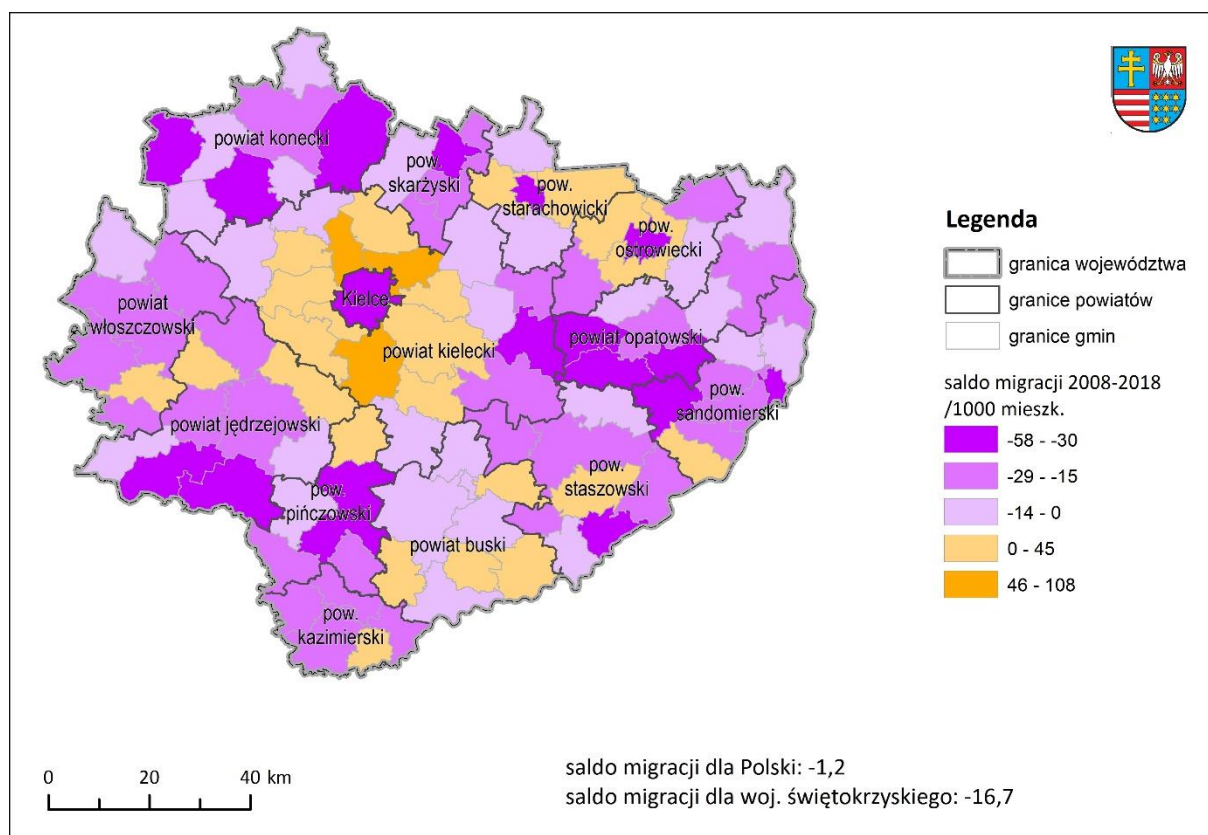 powiat konecki
pow.
skarżyski
pow.
starachowicki
pow.
ostrowiecki
Kielce
powiat
włoszczowski
powiat kielecki
powiat opatowski
pow.
sandomierski
powiat jędrzejowski
pow.
staszowski
pow.
pińczowski
powiat buski
pow.
kazimierski
Legenda
granica województwa
granice powiatów
granice gmin
saldo migracji 2008-2018
/1000 mieszk.
-58 - -30
-29 - -15
-14 - 0
0 - 45
46 - 108
0 20 40 km
saldo migracji dla Polski: -1,2
saldo migracji dla woj. świętokrzyskiego: -16,7